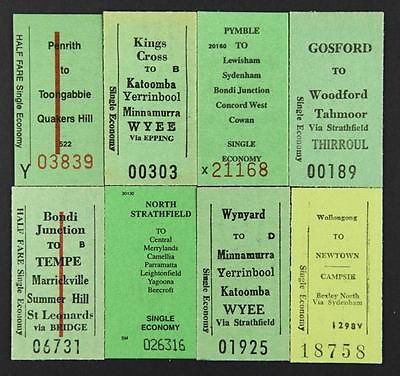 HALF FARE Single Economy
Penrith
to
Toongabbie
Quakers Hill
522
Y 03839
Kings
Cross
to B
Katoomba
Yerrinbool
Minnamurra
WYEE
Via EPPING
Single Economy
00303
PYMBLE
20160 TO
Lewisham
Sydenham
Bondi Junction
Concord West
Cowan
SINGLE
ECONOMY
X 21168
GOSFORD
TO
Woodford
Tahmoor
Via Strathfield
THIRROUL
Single Economy
00189
HALF FARE Single Economy
Bondi
Junction
to B
TEMPE
Marrickville
Summer Hill
St Leonards
via BRIDGE
06731
30130
NORTH
STRATHFIELD
TO
Central
Merrylands
Camellia
Parramatta
Leightonfield
Yagoona
Beecroft
SINGLE
ECONOMY
SM 026316
Wynyard
to D
Minnamurra
Yerrinbool
Katoomba
WYEE
Via Strathfield
Single Economy
01925
Wollongong
TO
NEWTOWN
CAMPSIE
Bexley North
Via Sydenham
Single Economy
1298V
18758